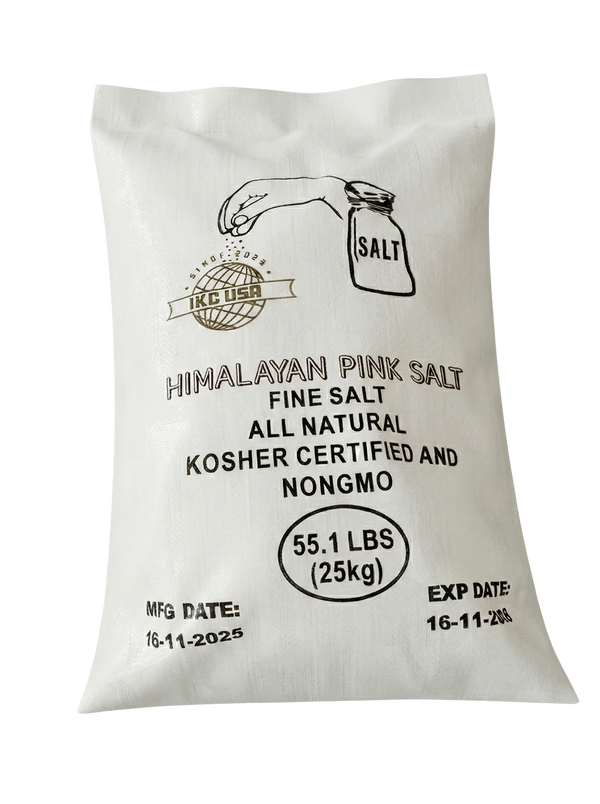 SALT
SINCE 2023
IKC USA
HIMALAYAN PINK SALT
FINE SALT
ALL NATURAL
KOSHER CERTIFIED AND
NONGMO
55.1 LBS
(25kg)
MFG DATE:
16-11-2025
EXP DATE: